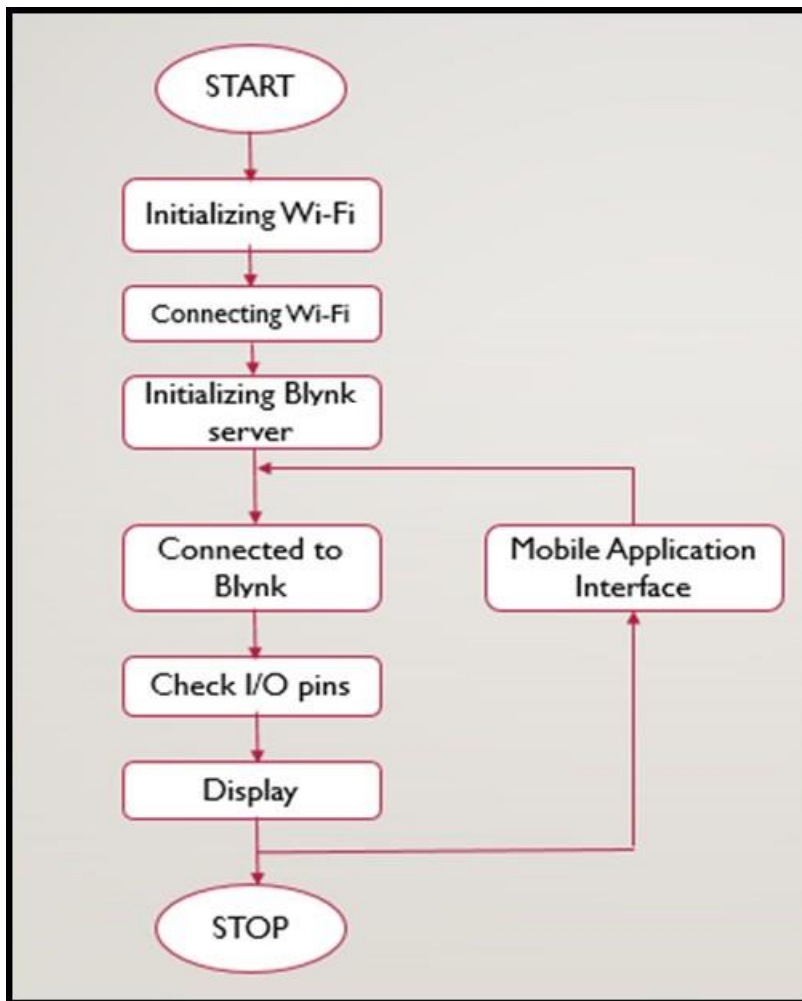 START
Initializing Wi-Fi
Connecting Wi-Fi
Initializing Blynk
server
Connected to
Blynk
Mobile Application
Interface
Check I/O pins
Display
STOP